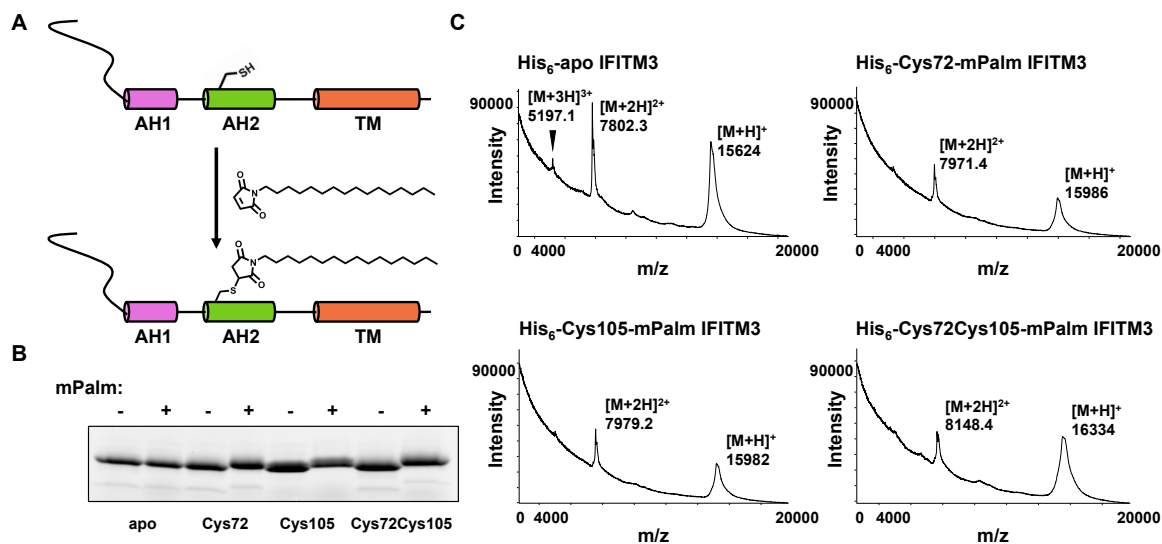 A
SH
AH1 AH2 TM
O
N
O
O
N
S
O
AH1 AH2 TM
B
mPalm:
- + - + - + - +
apo Cys72 Cys105 Cys72Cys105
C
His6-apo IFITM3
90000
[M+3H]3+
5197.1
[M+2H]2+
7802.3
[M+H]+
15624
Intensity
0 4000 20000
m/z
His6-Cys72-mPalm IFITM3
90000
[M+2H]2+
7971.4
[M+H]+
15986
Intensity
0 4000 20000
m/z
His6-Cys105-mPalm IFITM3
90000
[M+2H]2+
7979.2
[M+H]+
15982
Intensity
0 4000 20000
m/z
His6-Cys72Cys105-mPalm IFITM3
90000
[M+2H]2+
8148.4
[M+H]+
16334
Intensity
0 4000 20000
m/z